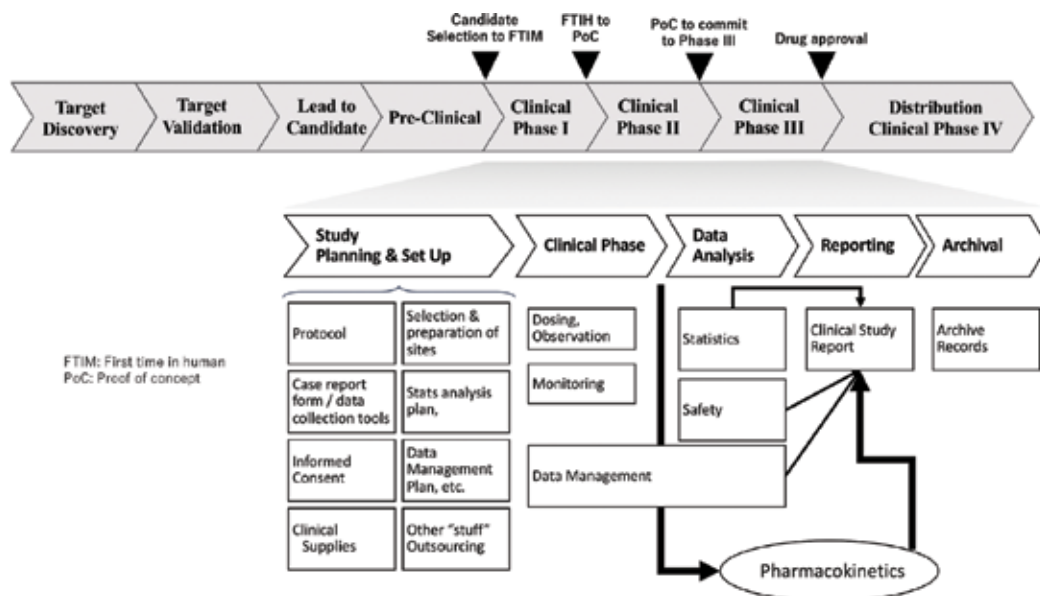 Candidate
Selection to FTIM
FTIH to
PoC
PoC to commit
to Phase III
Drug approval
Target
Discovery
Target
Validation
Lead to
Candidate
Pre-Clinical
Clinical
Phase I
Clinical
Phase II
Clinical
Phase III
Distribution
Clinical Phase IV
Study
Planning & Set Up
Clinical Phase
Data
Analysis
Reporting
Archival
Protocol
Selection &
preparation of
sites
Case report
form / data
collection tools
Stats analysis
plan,
Informed
Consent
Data
Management
Plan, etc.
Clinical
Supplies
Other "stuff"
Outsourcing
Dosing,
Observation
Monitoring
Data Management
Statistics
Safety
Clinical Study
Report
Archive
Records
Pharmacokinetics
FTIM: First time in human
PoC: Proof of concept